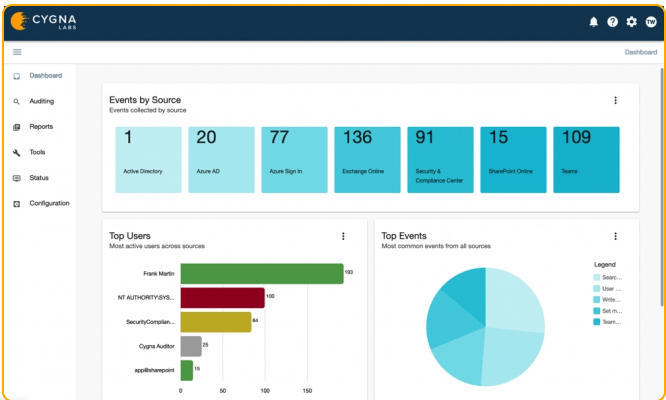 CYGNA
LABS
TW
Dashboard
Dashboard
Auditing
Reports
Tools
Status
Configuration
Events by Source
Events collected by source
1
20
77
136
91
15
109
Active Directory
Azure AD
Azure Sign In
Exchange Online
Security &
Compliance Center
SharePoint Online
Teams
Top Users
Most active users across sources
Frank Martin
193
NT AUTHORITY\SYS...
100
SecurityComplian...
84
Cygna Auditor
25
app@sharepoint
15
0
50
100
150
Top Events
Most common events from all sources
Legend
Searc...
User ...
Write...
Set m...
Team...